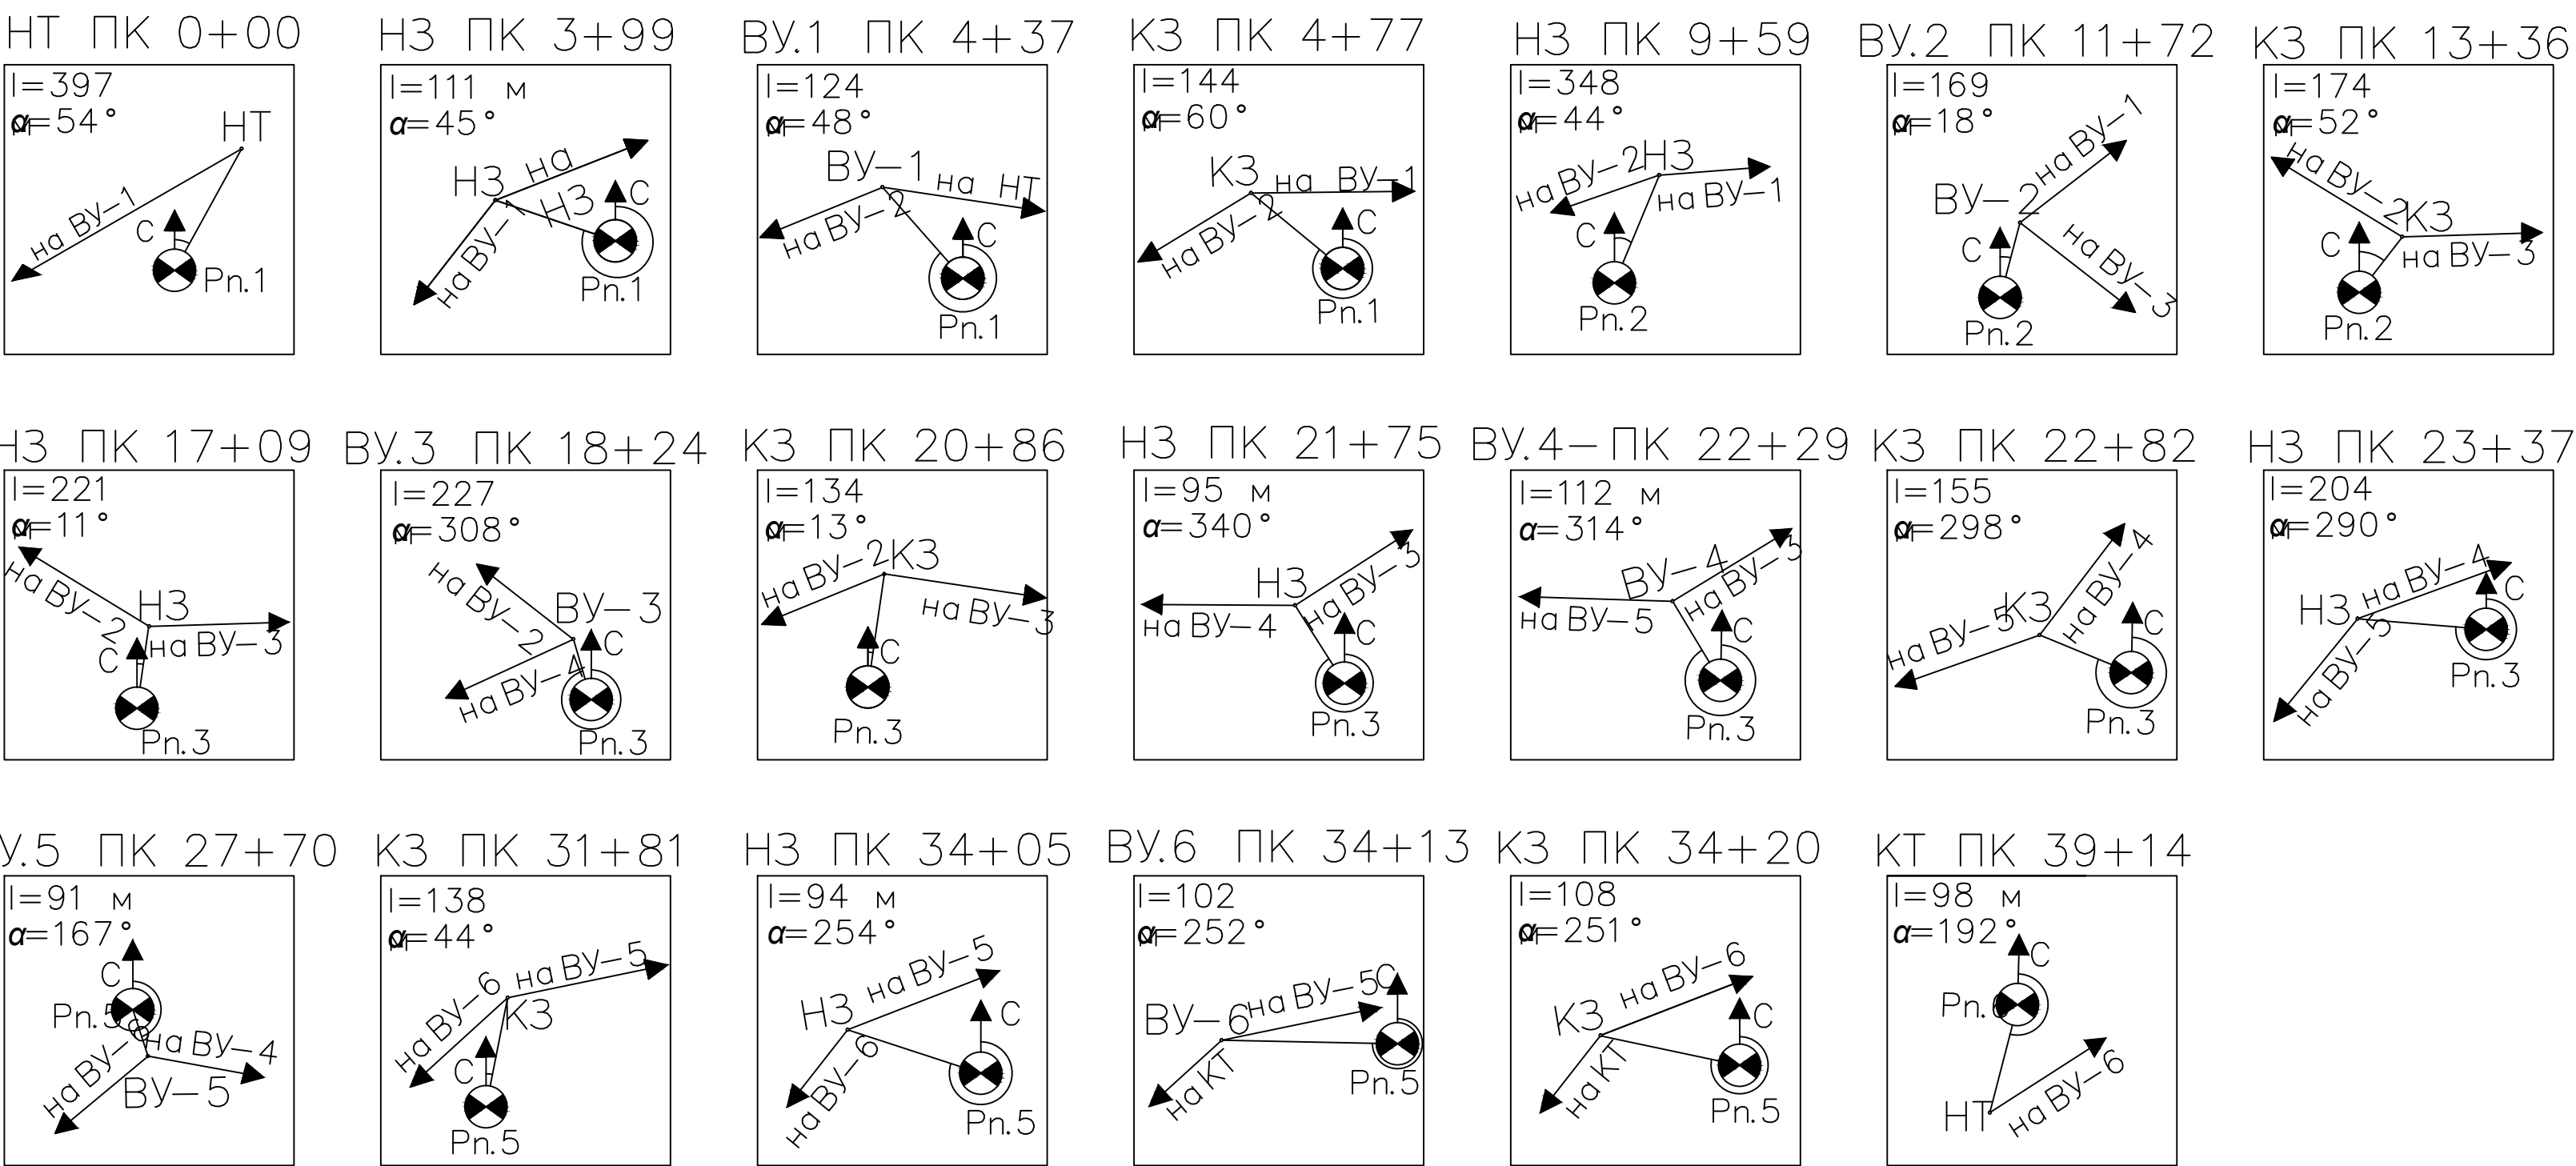 НТ ПК 0+00
l=397
α=54°
НТ
на ВУ-1
С
Рп.1
НЗ ПК 3+99
l=111 м
α=45°
НЗ
на
НЗ
на ВУ-1
С
Рп.1
ВУ.1 ПК 4+37
l=124
α=48°
ВУ-1
на НТ
на ВУ-2
С
Рп.1
КЗ ПК 4+77
l=144
α=60°
КЗ
на ВУ-1
на ВУ-2
С
Рп.1
НЗ ПК 9+59
l=348
α=44°
на ВУ-2
НЗ
на ВУ-1
С
Рп.2
ВУ.2 ПК 11+72
l=169
α=18°
на ВУ-1
ВУ-2
на ВУ-3
С
Рп.2
КЗ ПК 13+36
l=174
α=52°
на ВУ-2
КЗ
на ВУ-3
С
Рп.2
НЗ ПК 17+09
l=221
α=11°
на ВУ-2
НЗ
на ВУ-3
С
Рп.3
ВУ.3 ПК 18+24
l=227
α=308°
на ВУ-2
ВУ-3
С
на ВУ-4
Рп.3
КЗ ПК 20+86
l=134
α=13°
на ВУ-2
КЗ
на ВУ-3
С
Рп.3
НЗ ПК 21+75
l=95 м
α=340°
НЗ
на ВУ-3
на ВУ-4
С
Рп.3
ВУ.4-ПК 22+29
l=112 м
α=314°
ВУ-4
на ВУ-3
на ВУ-5
С
Рп.3
КЗ ПК 22+82
l=155
α=298°
на ВУ-4
КЗ
на ВУ-5
С
Рп.3
НЗ ПК 23+37
l=204
α=290°
на ВУ-4
НЗ
С
на ВУ-5
Рп.3
У.5 ПК 27+70
l=91 м
α=167°
С
Рп.5
на ВУ-6
на ВУ-4
ВУ-5
КЗ ПК 31+81
l=138
α=44°
на ВУ-5
на ВУ-6
КЗ
С
Рп.5
НЗ ПК 34+05
l=94 м
α=254°
на ВУ-5
НЗ
С
на ВУ-6
Рп.5
ВУ.6 ПК 34+13
l=102
α=252°
С
на ВУ-5
ВУ-6
на КТ
Рп.5
КЗ ПК 34+20
l=108
α=251°
на ВУ-6
КЗ
С
на КТ
Рп.5
КТ ПК 39+14
l=98 м
α=192°
С
Рп.
НТ
на ВУ-6